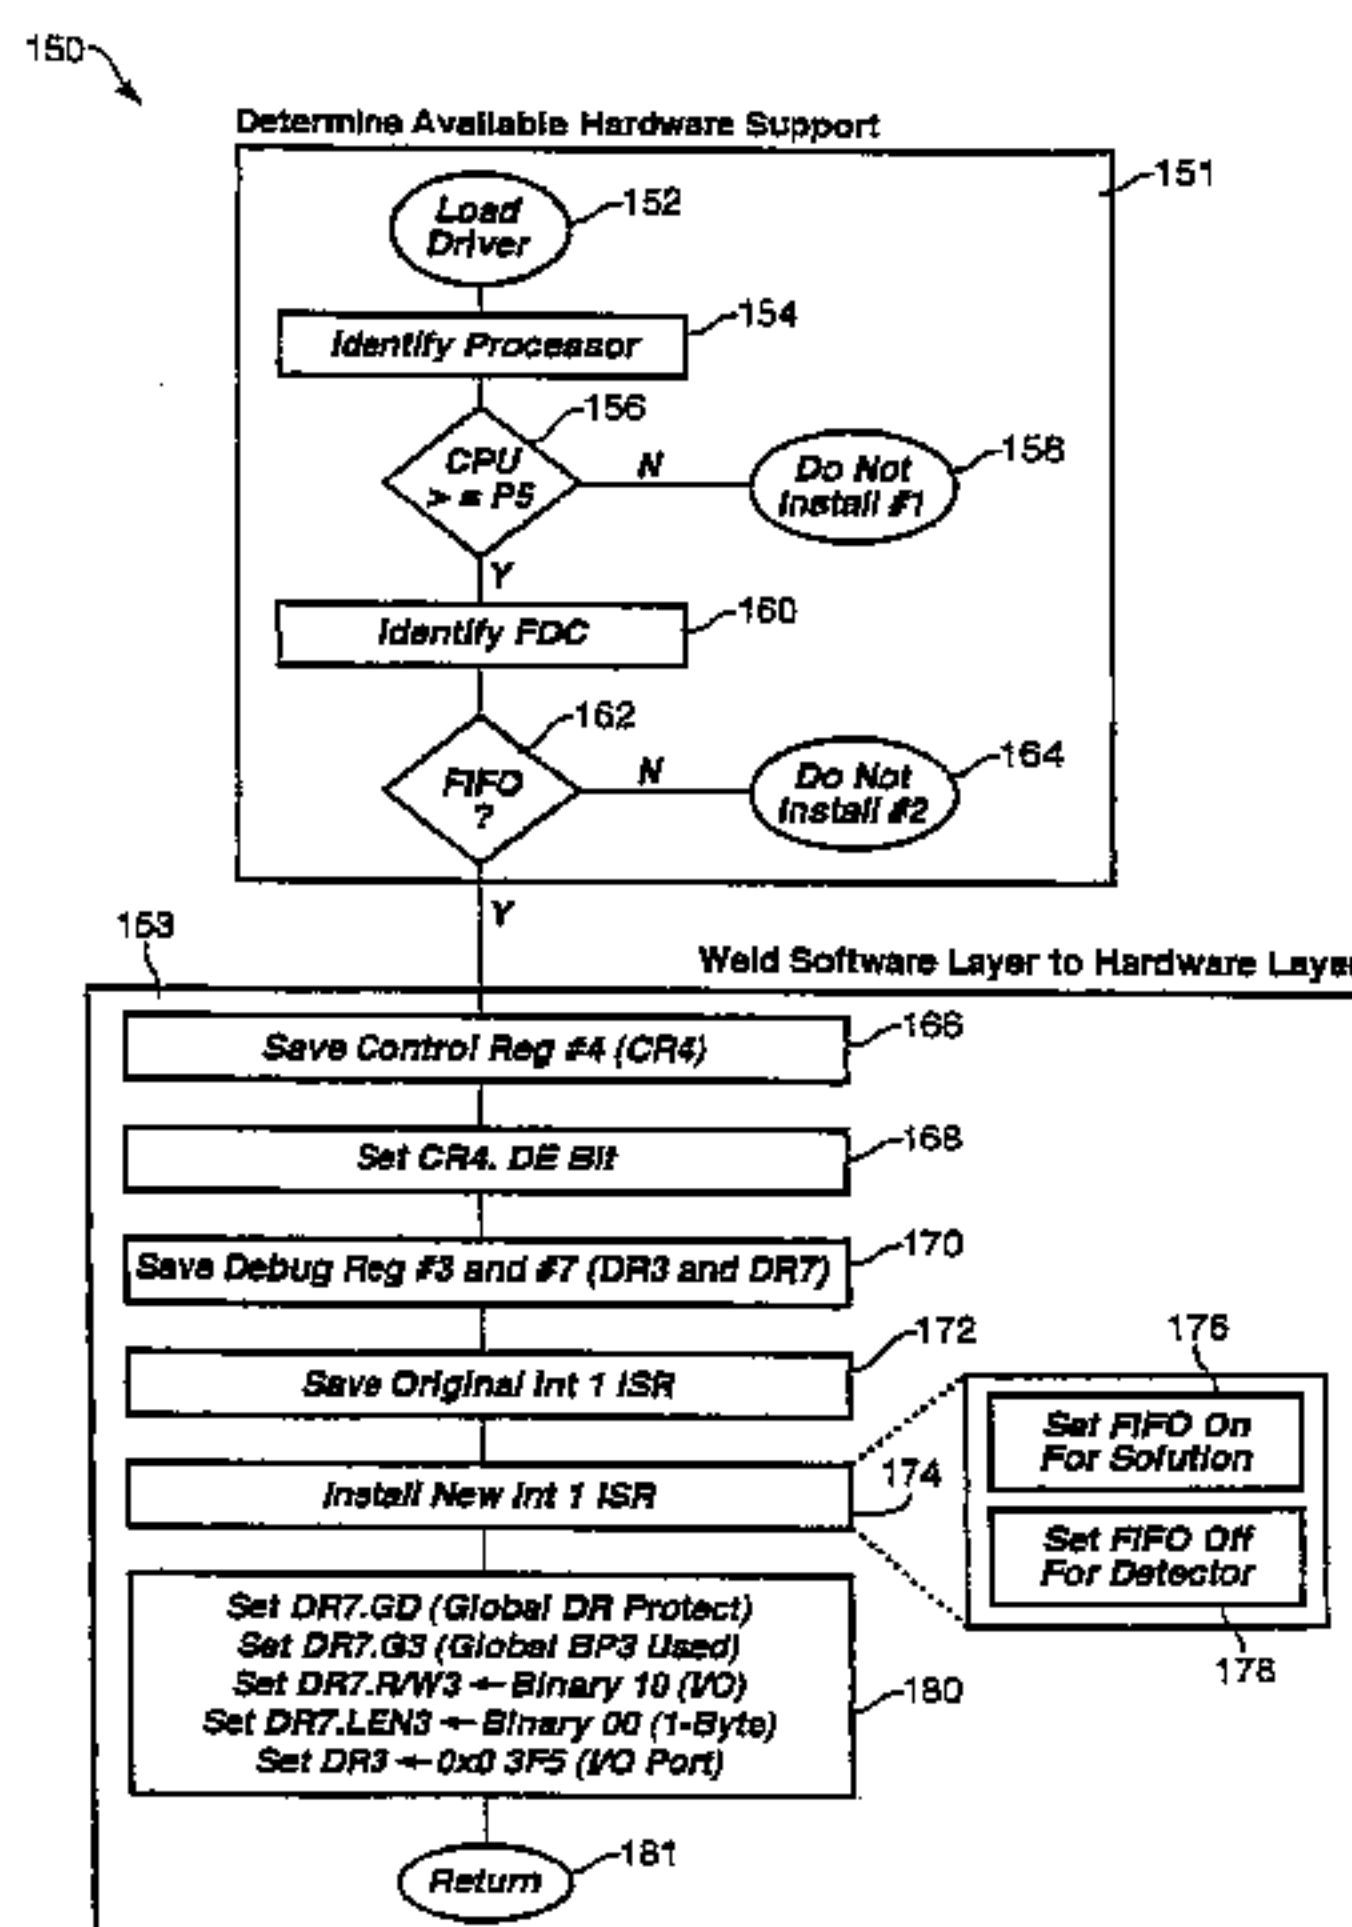 150
Determine Available Hardware Support
151
Load
Driver
152
Identify Processor
154
CPU
> = P5
156
N
Do Not
Install #1
158
Y
Identify FDC
160
FIFO
?
162
N
Do Not
Install #2
164
Y
153
Weld Software Layer to Hardware Layer
Save Control Reg #4 (CR4)
166
Set CR4. DE Bit
168
Save Debug Reg #3 and #7 (DR3 and DR7)
170
Save Original Int 1 ISR
172
Install New Int 1 ISR
174
176
Set FIFO On
For Solution
Set FIFO Off
For Detector
178
Set DR7.GD (Global DR Protect)
Set DR7.G3 (Global BP3 Used)
Set DR7.R/W3 ← Binary 10 (I/O)
Set DR7.LEN3 ← Binary 00 (1-Byte)
Set DR3 ← 0x0 3F5 (I/O Port)
180
Return
181